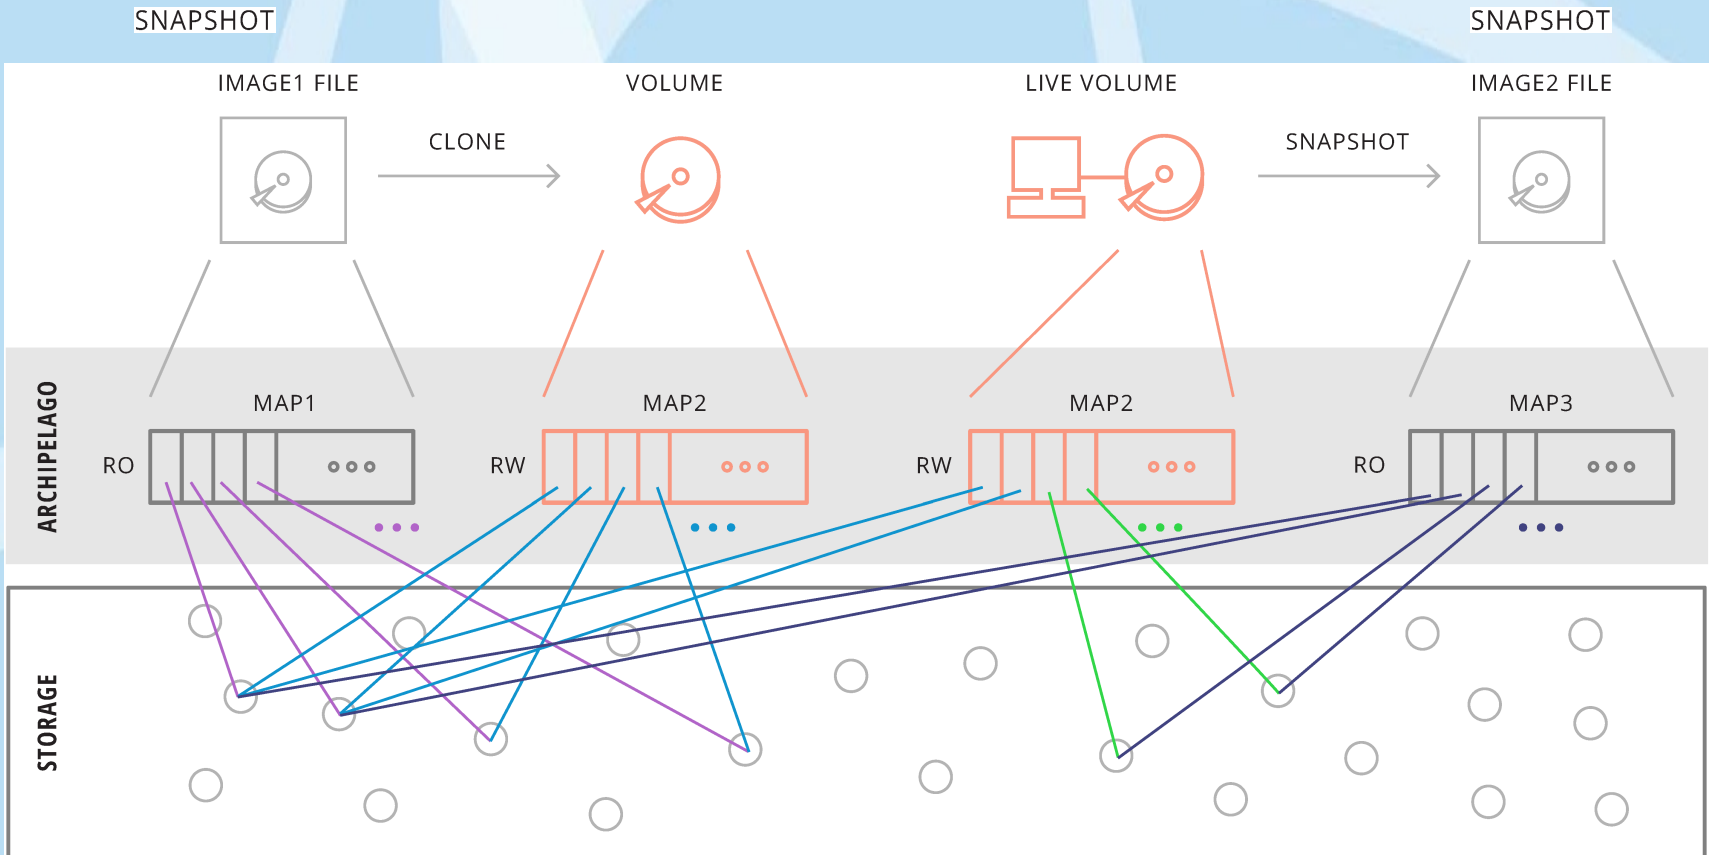 SNAPSHOT
SNAPSHOT
IMAGE1 FILE
VOLUME
LIVE VOLUME
IMAGE2 FILE
CLONE
SNAPSHOT
ARCHIPELAGO
MAP1
MAP2
MAP2
MAP3
RO
RW
RW
RO
STORAGE